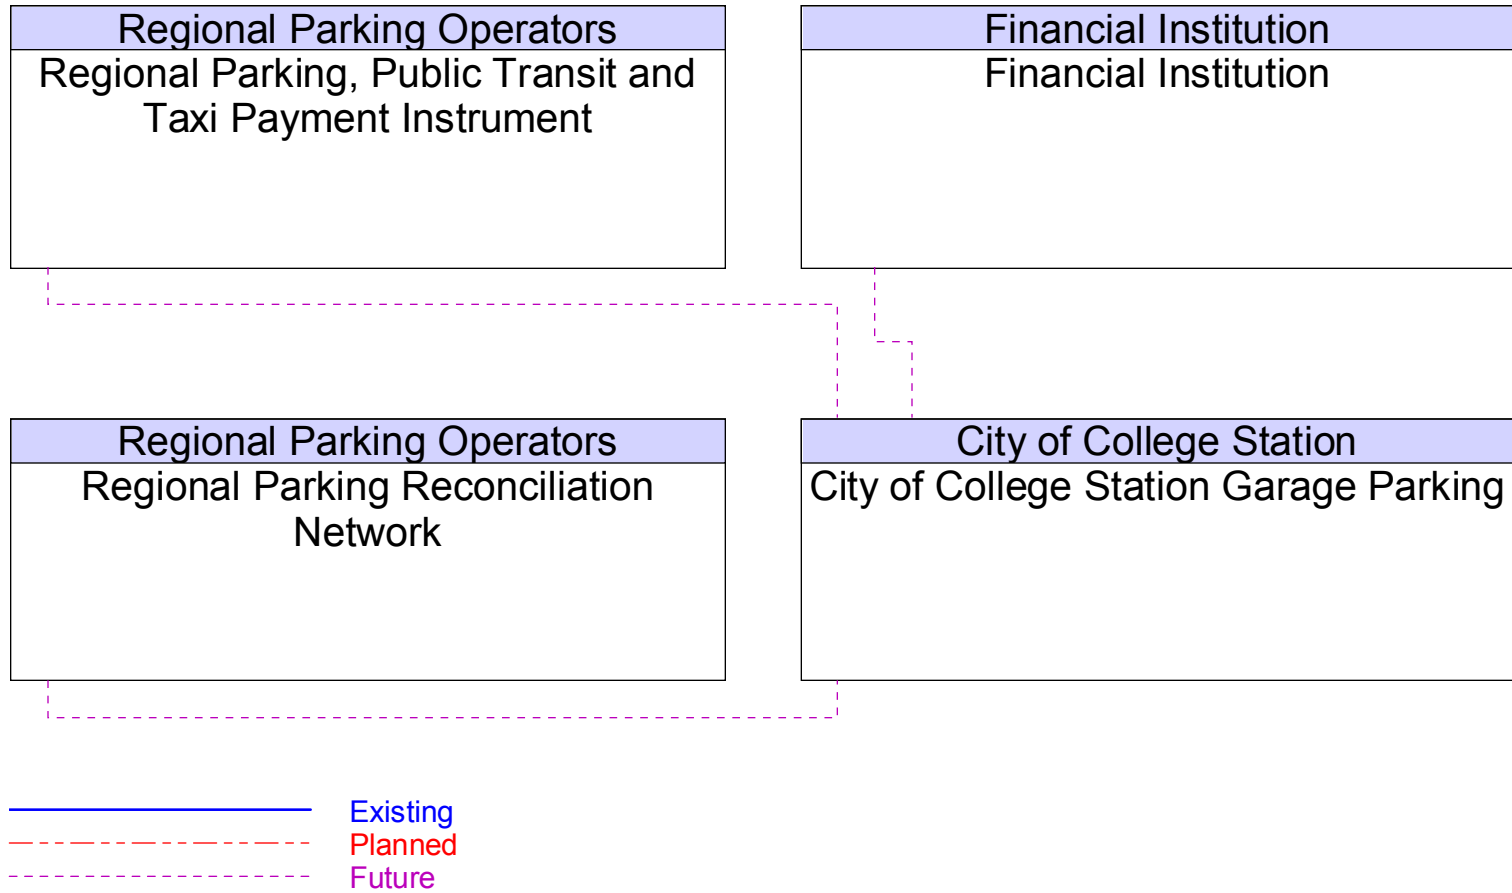 Regional Parking Operators
Regional Parking, Public Transit and
Taxi Payment Instrument
Financial Institution
Financial Institution
Regional Parking Operators
Regional Parking Reconciliation
Network
City of College Station
City of College Station Garage Parking
Existing
Planned
Future